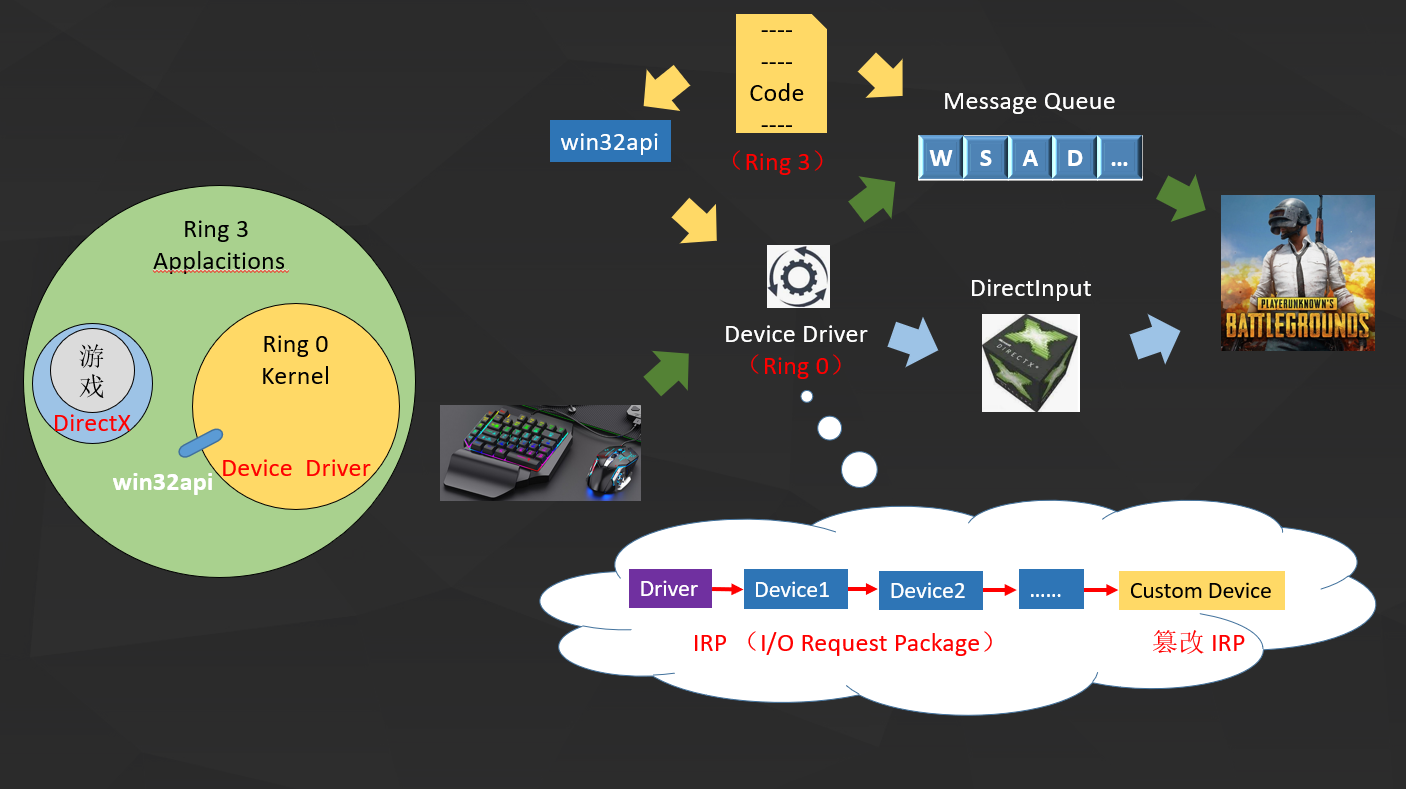 Ring 3
Applacitions
游
戏
DirectX
Ring 0
Kernel
Device Driver
win32api
----
----
Code
----
（Ring 3）
win32api
Message Queue
W S A D ...
Device Driver
（Ring 0）
DirectInput
DIRECTX
PLAYERUNKNOWN'S
BATTLEGROUNDS
Driver
Device1
Device2
……
Custom Device
IRP （I/O Request Package）
篡改 IRP